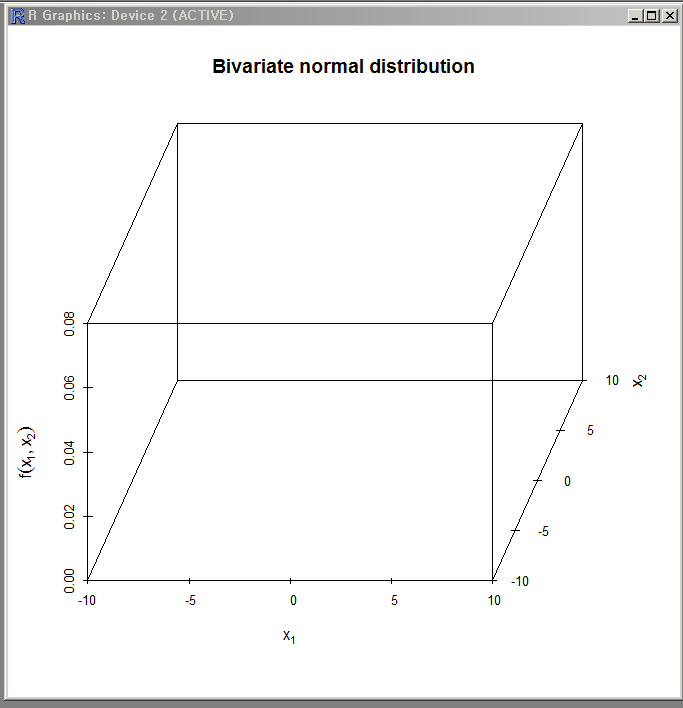 R Graphics: Device 2 (ACTIVE)
Bivariate normal distribution
0.08
0.06
0.04
0.02
0.00
f(x₁, x₂)
10
5
0
-5
-10
x₂
-10 -5 0 5 10
x₁